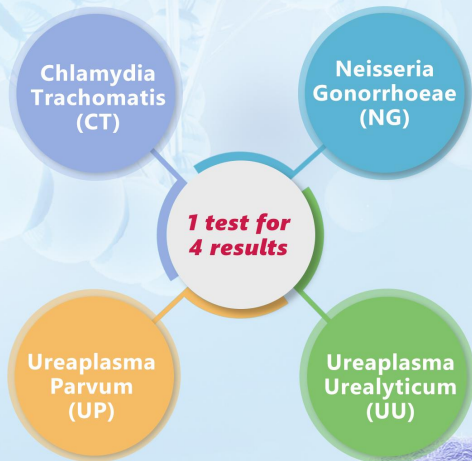 Chlamydia
Trachomatis
(CT)
Neisseria
Gonorrhoeae
(NG)
1 test for
4 results
Ureaplasma
Parvum
(UP)
Ureaplasma
Urealyticum
(UU)